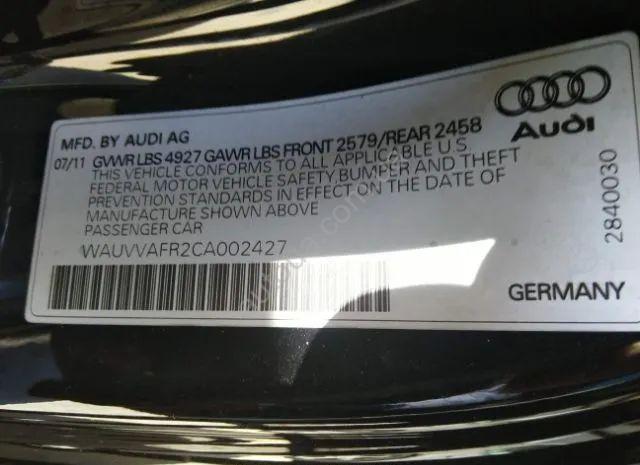 MFD. BY AUDI AG
07/11 GVWR LBS 4927 GAWR LBS FRONT 2579/REAR 2458
THIS VEHICLE CONFORMS TO ALL APPLICABLE U.S.
FEDERAL MOTOR VEHICLE SAFETY,BUMPER AND THEFT
PREVENTION STANDARDS IN EFFECT ON THE DATE OF
MANUFACTURE SHOWN ABOVE
PASSENGER CAR
WAUVVAFR2CA002427
Audi
2840030
GERMANY